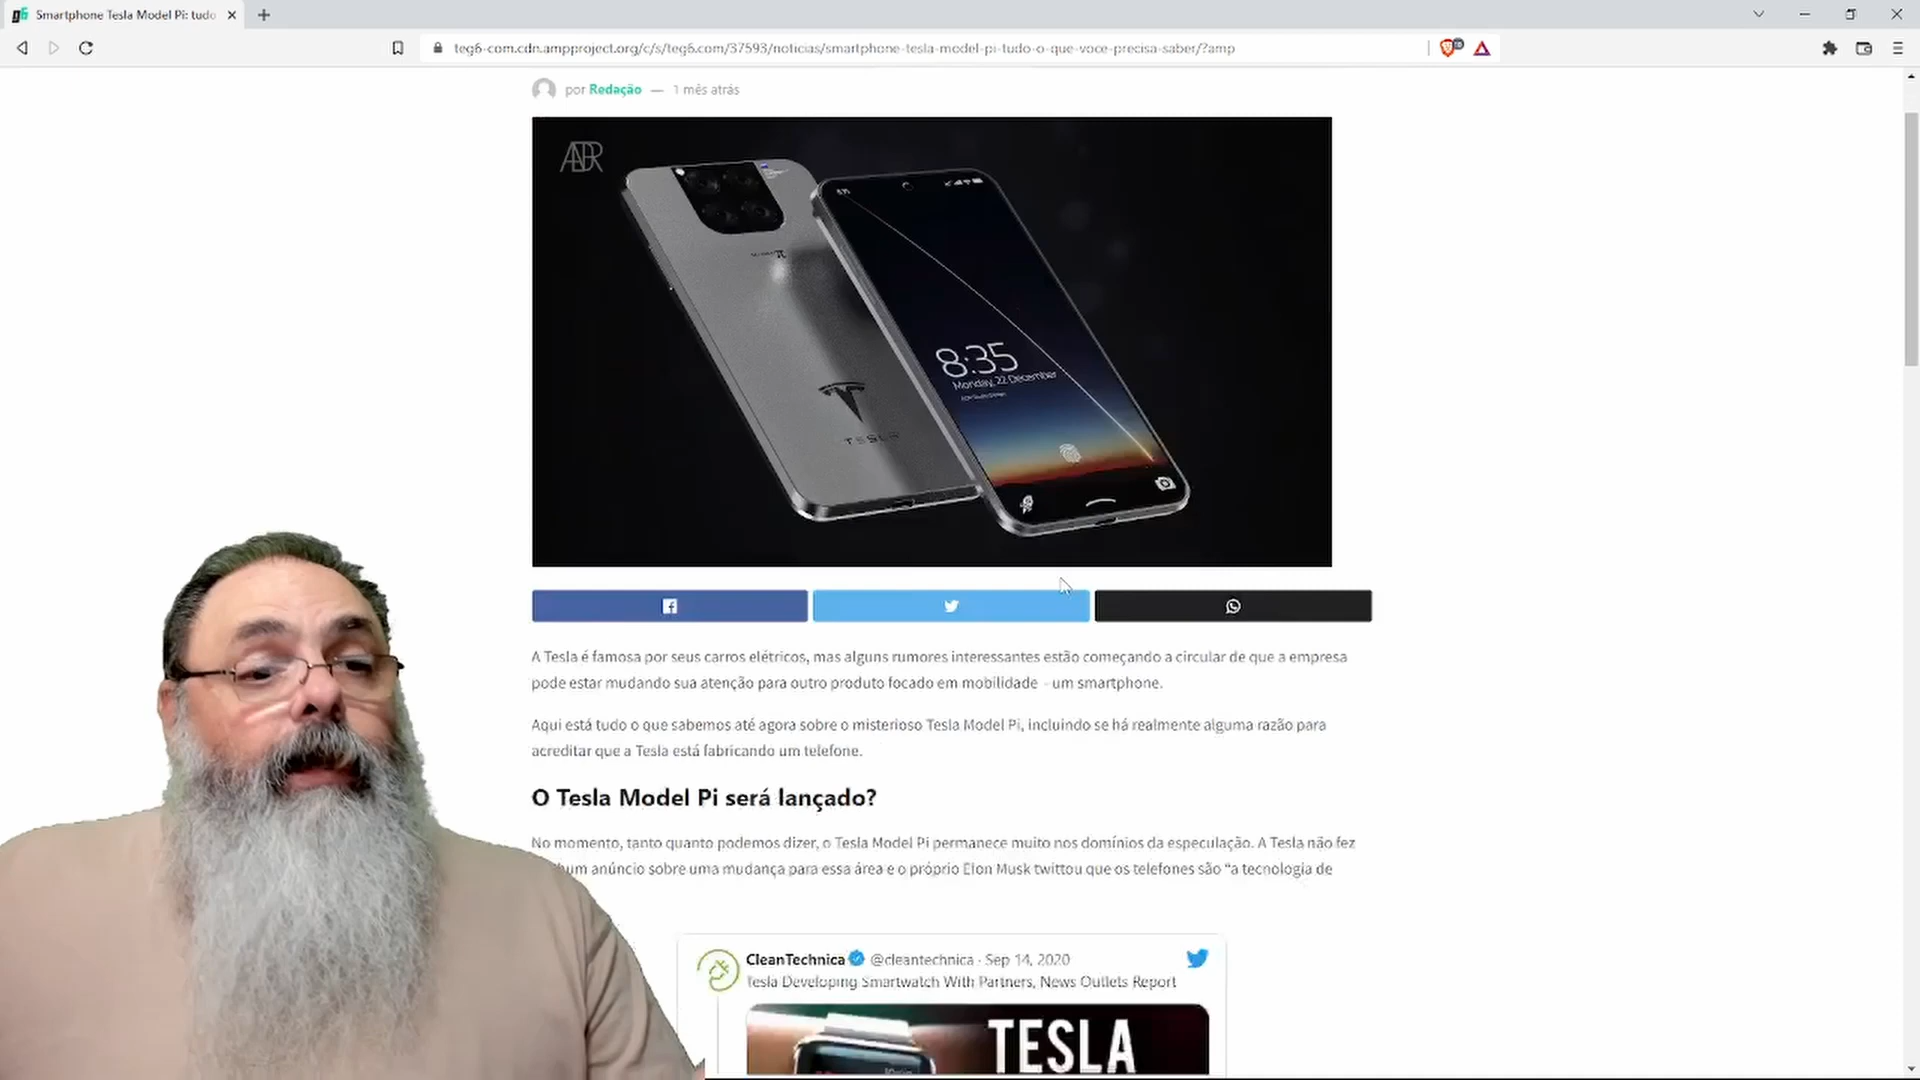 Smartphone Tesla Model Pi: tudo
teg6-com.cdn.ampproject.org/c/s/teg6.com/37593/noticias/smartphone-tesla-model-pi-tudo-o-que-voce-precisa-saber/?amp
por Redação — 1 mês atrás
ADR
8:35
Monday, 22 December
TESLA
A Tesla é famosa por seus carros elétricos, mas alguns rumores interessantes estão começando a circular de que a empresa
pode estar mudando sua atenção para outro produto focado em mobilidade - um smartphone.
Aqui está tudo o que sabemos até agora sobre o misterioso Tesla Model Pi, incluindo se há realmente alguma razão para
acreditar que a Tesla está fabricando um telefone.
O Tesla Model Pi será lançado?
No momento, tanto quanto podemos dizer, o Tesla Model Pi permanece muito nos domínios da especulação. A Tesla não fez
anúncio sobre uma mudança para essa área e o próprio Elon Musk twittou que os telefones são “a tecnologia de
CleanTechnica @cleantechnica · Sep 14, 2020
Tesla Developing Smartwatch With Partners, News Outlets Report
TESLA